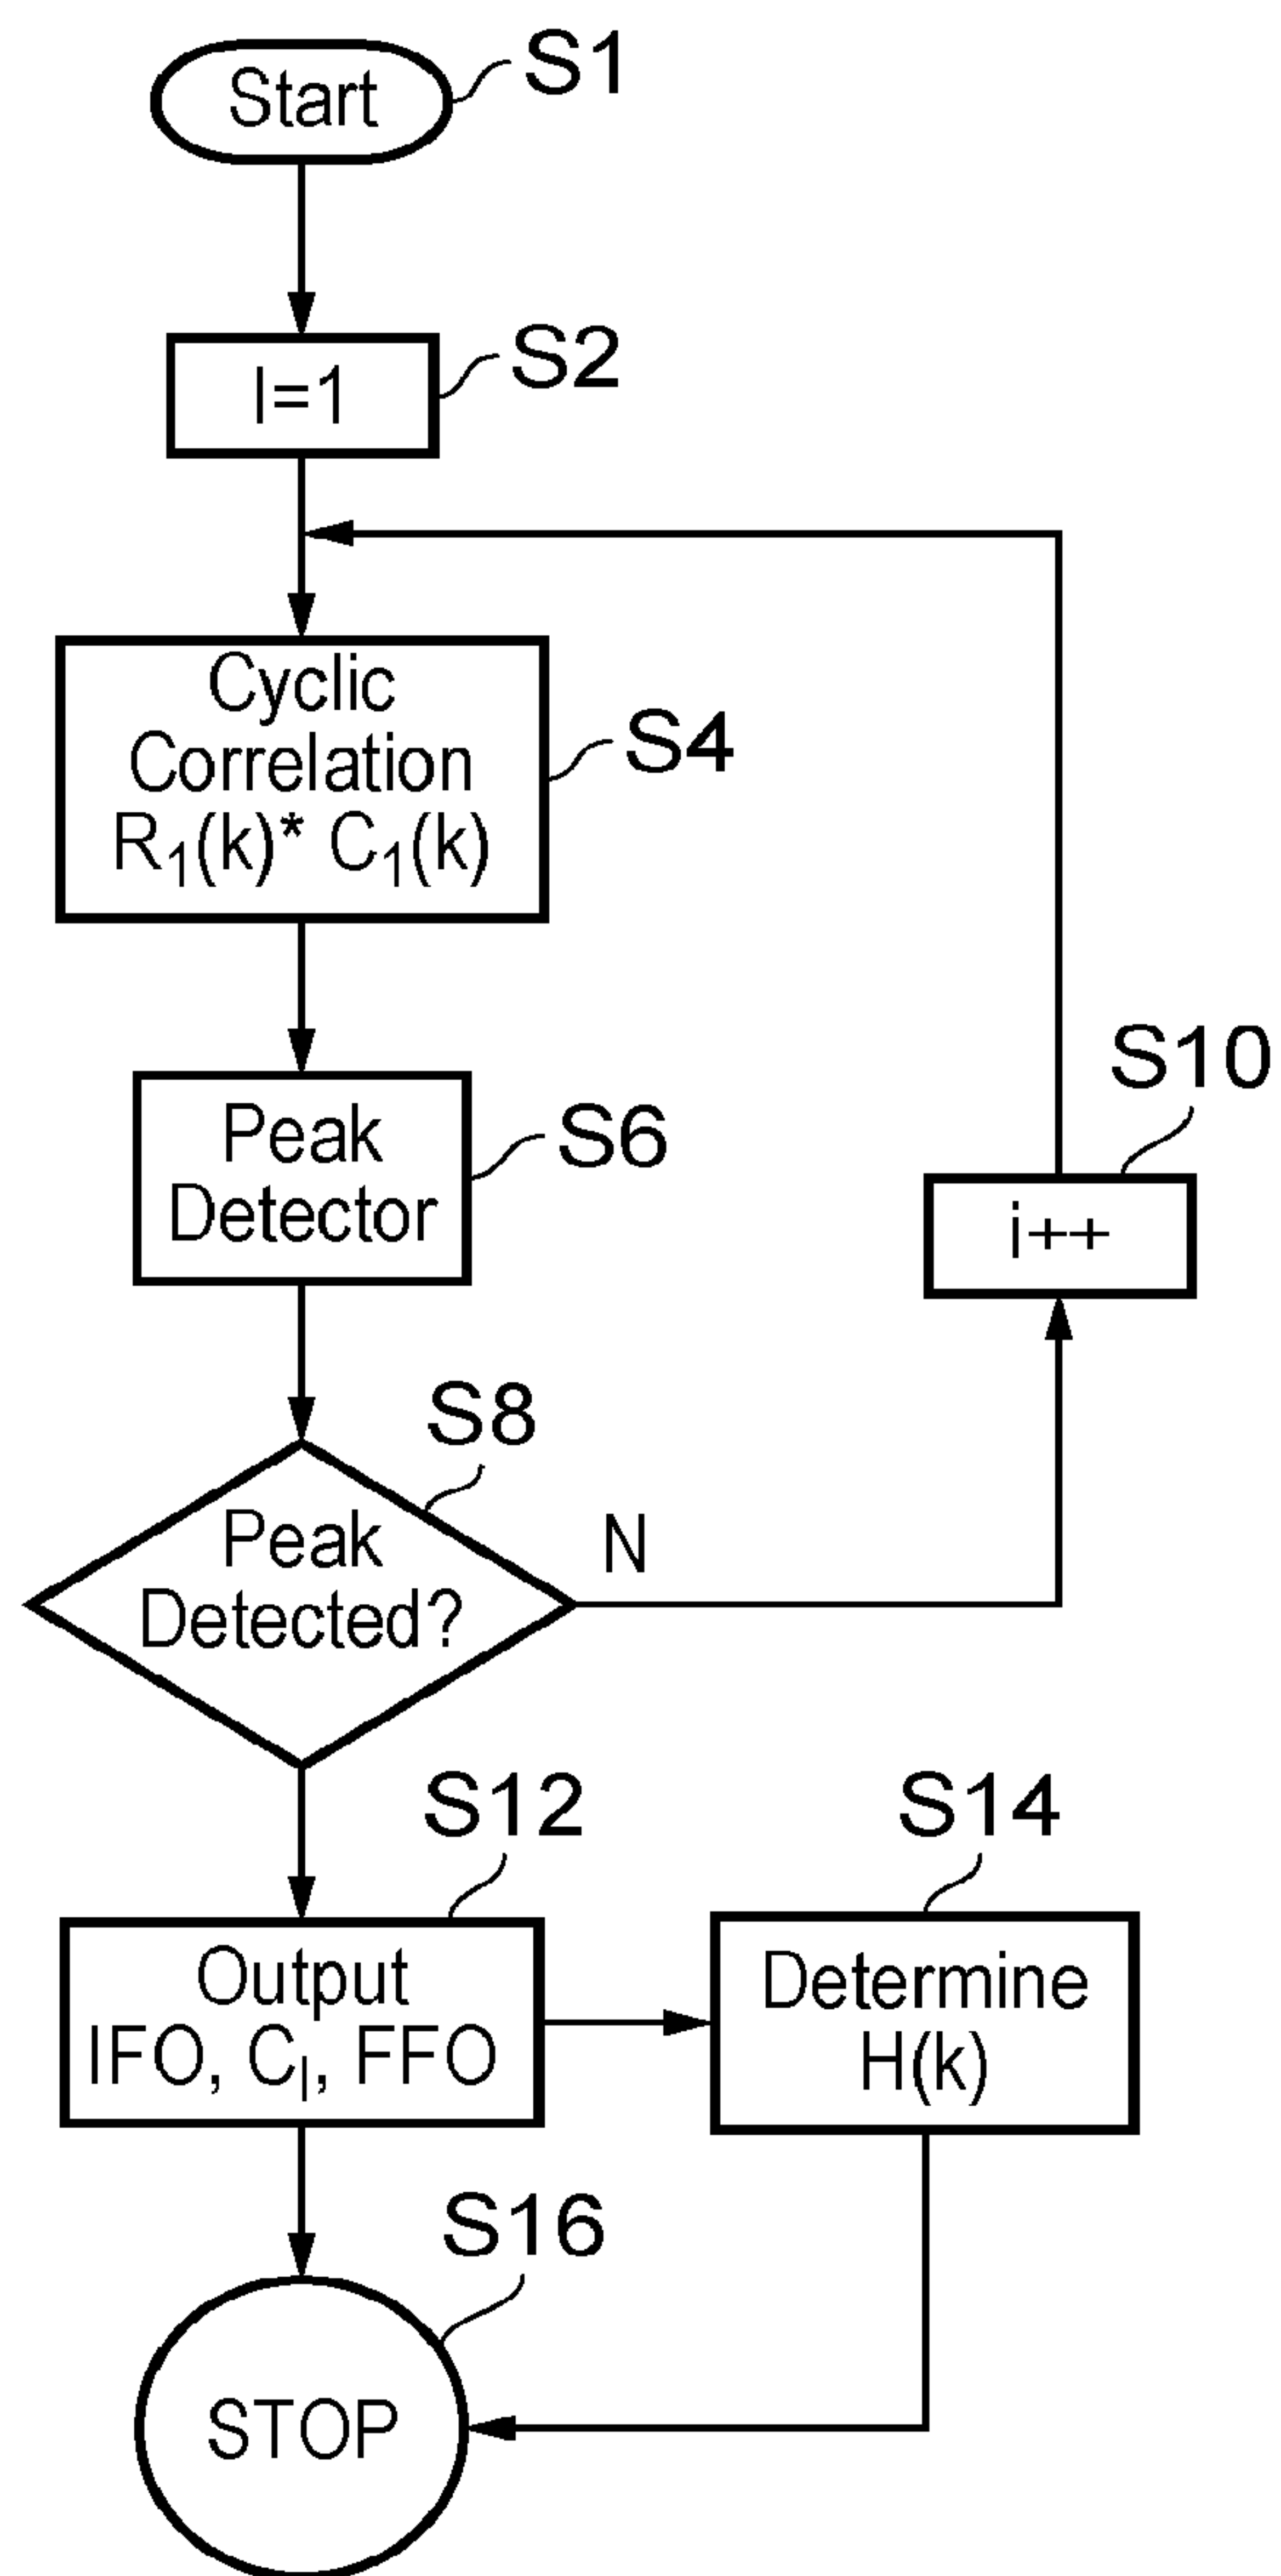 Start
S1
I=1
S2
Cyclic
Correlation
R₁(k)* C₁(k)
S4
Peak
Detector
S6
S10
i++
S8
Peak
Detected?
N
S12
Output
IFO, Cₗ, FFO
S14
Determine
H(k)
S16
STOP